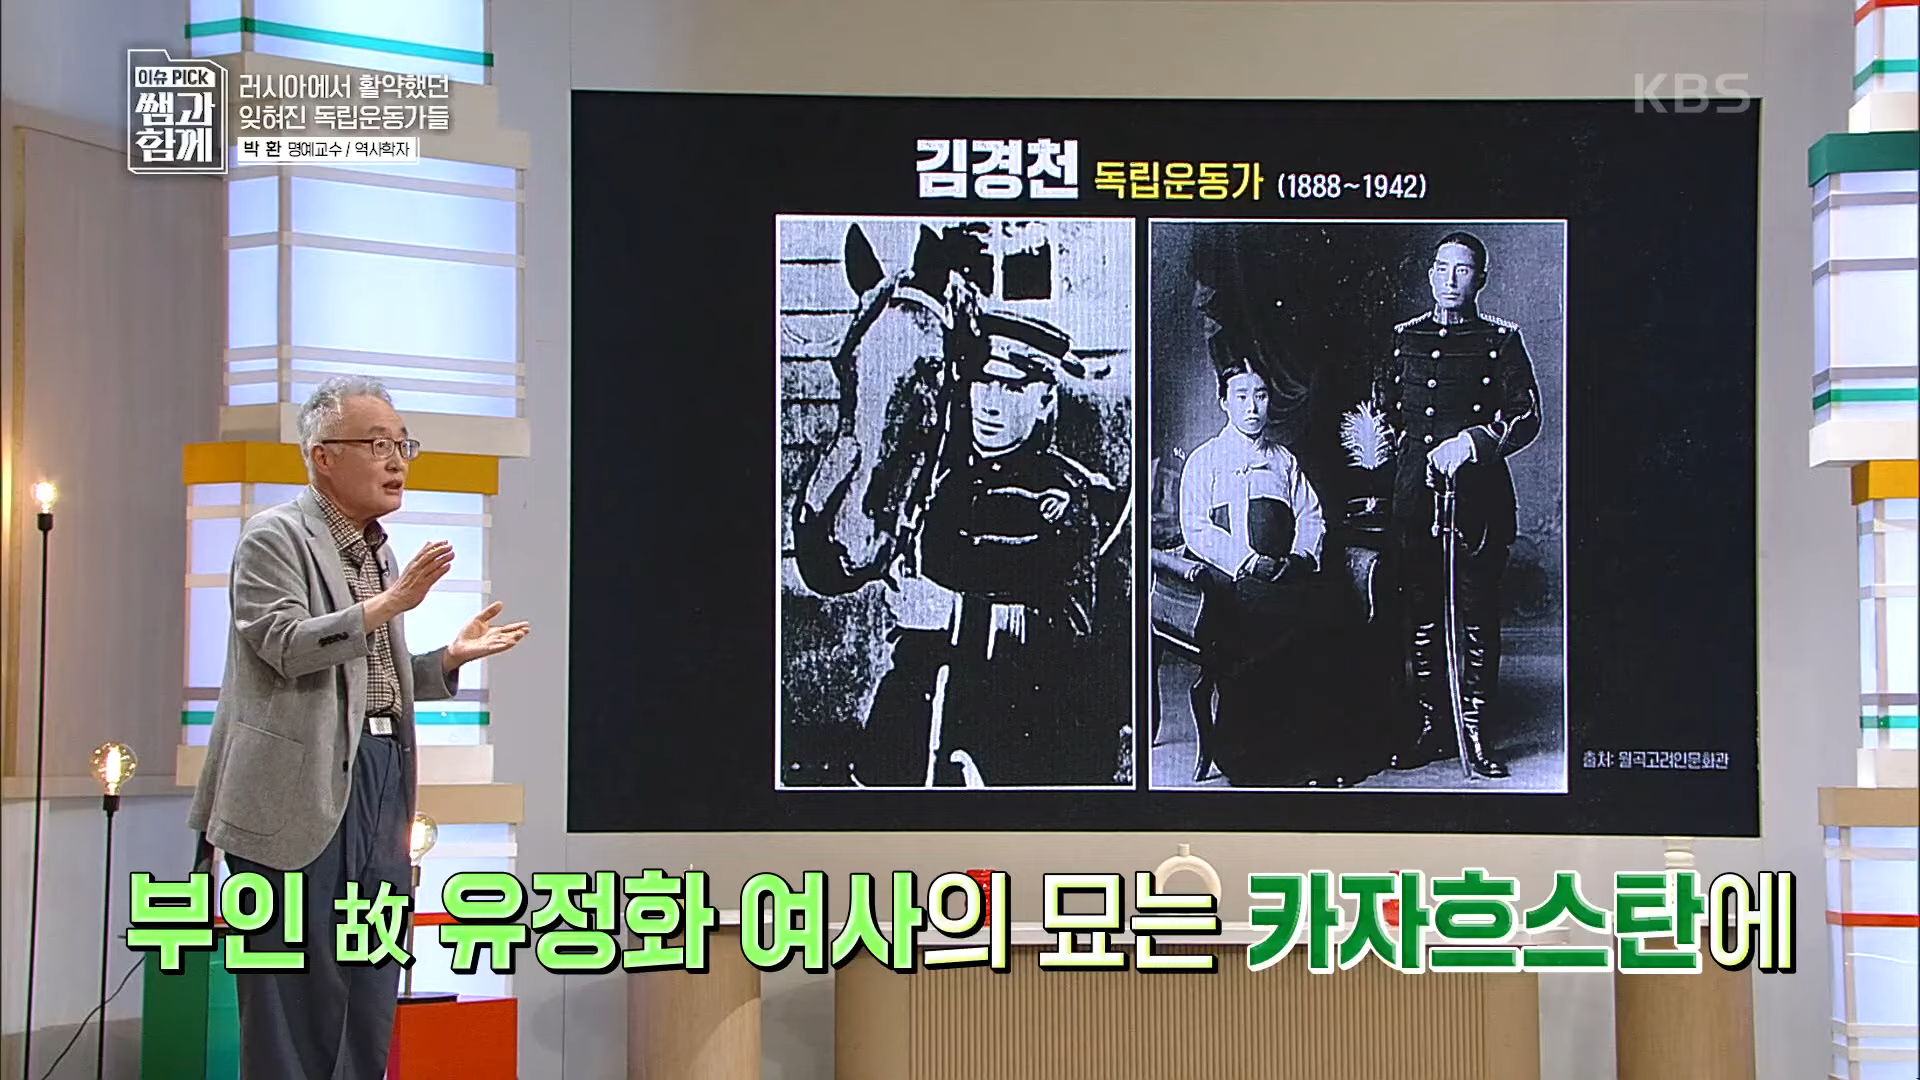 이슈 PICK
쌤과
함께
러시아에서 활약했던
잊혀진 독립운동가들
박 환 명예교수 / 역사학자
KBS
김경천 독립운동가 (1888~1942)
출처: 월곡고려인문화관
부인 故 유정화 여사의 묘는 카자흐스탄에